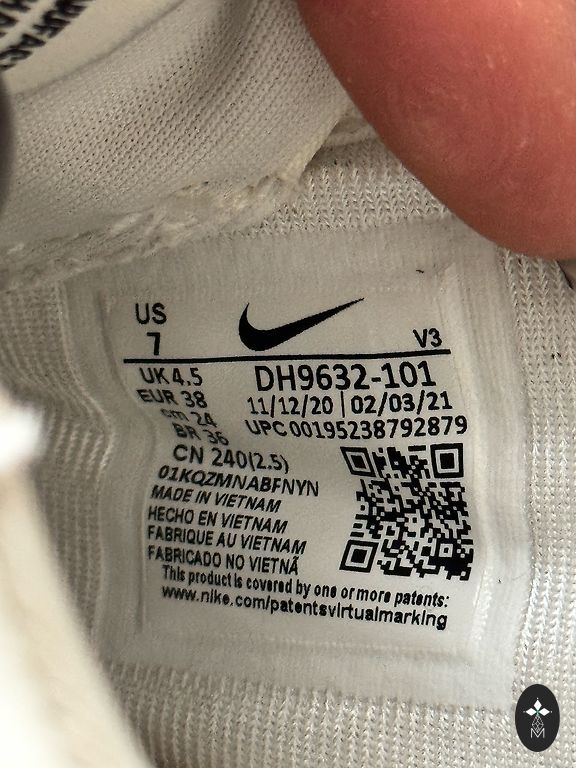 US
7
V3
UK 4.5
EUR 38
cm 24
BR 36
DH9632-101
11/12/20 | 02/03/21
UPC 00195238792879
CN 240(2.5)
01KQZMNABFNYN
MADE IN VIETNAM
HECHO EN VIETNAM
FABRIQUE AU VIETNAM
FABRICADO NO VIETNÃ
This product is covered by one or more patents:
www.nike.com/patentsvirtualmarking
M